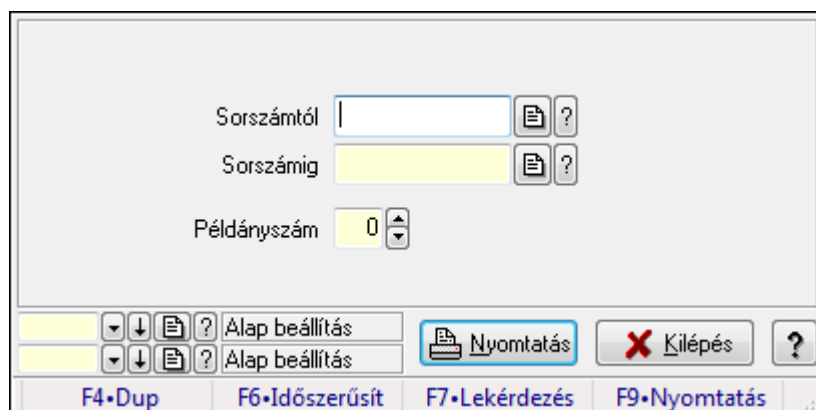 Sorszámtól ?
Sorszámig ?
Példányszám 0
? Alap beállítás
? Alap beállítás
Nyomtatás Kilépés ?
F4•Dup F6•Időszerűsít F7•Lekérdezés F9•Nyomtatás